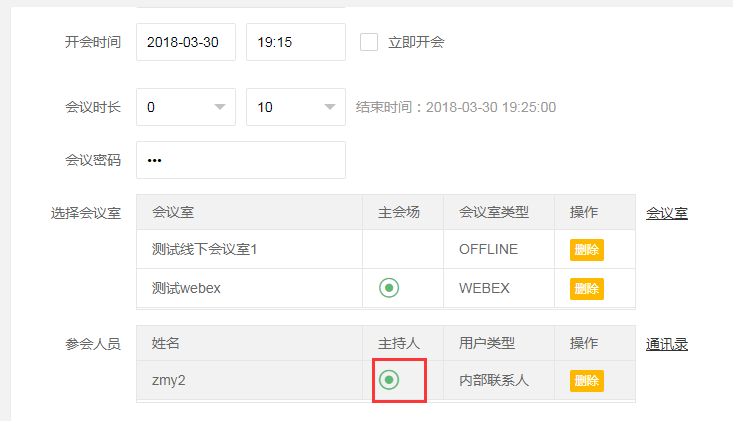 开会时间 2018-03-30 19:15 立即开会
会议时长 0 10 结束时间：2018-03-30 19:25:00
会议密码 •••
选择会议室 会议室 主会场 会议室类型 操作 会议室
测试线下会议室1 OFFLINE 删除
测试webex WEBEX 删除
参会人员 姓名 主持人 用户类型 操作 通讯录
zmy2 内部联系人 删除